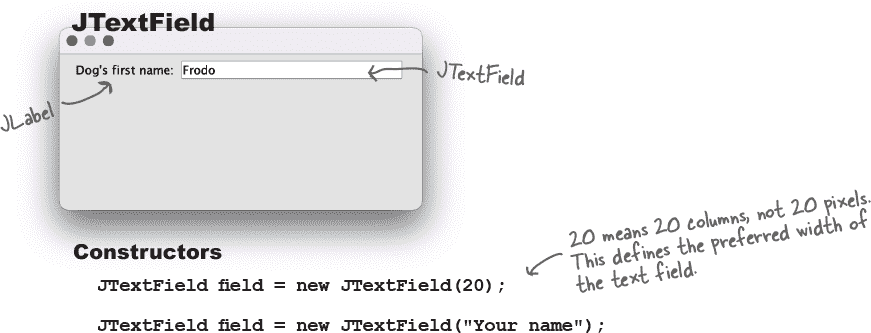 JTextField
Dog's first name: Frodo
JTextField
JLabel
20 means 20 columns, not 20 pixels.
This defines the preferred width of
the text field.
Constructors
JTextField field = new JTextField(20);
JTextField field = new JTextField("Your name");